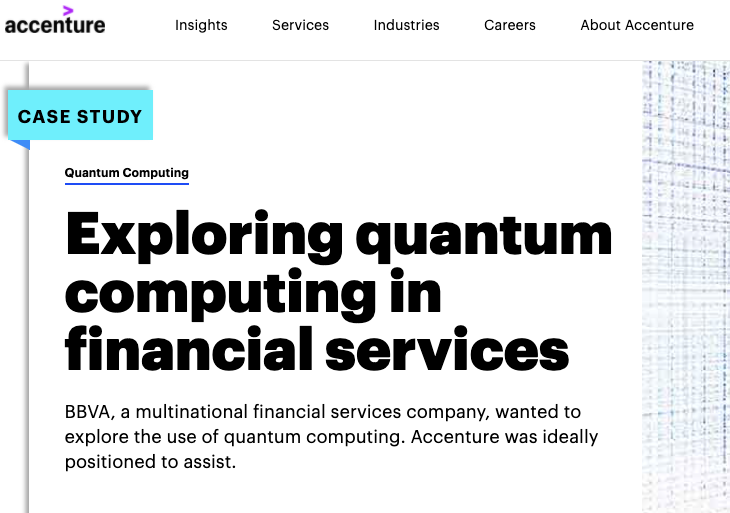 accenture
Insights Services Industries Careers About Accenture
CASE STUDY
Quantum Computing
Exploring quantum
computing in
financial services
BBVA, a multinational financial services company, wanted to
explore the use of quantum computing. Accenture was ideally
positioned to assist.